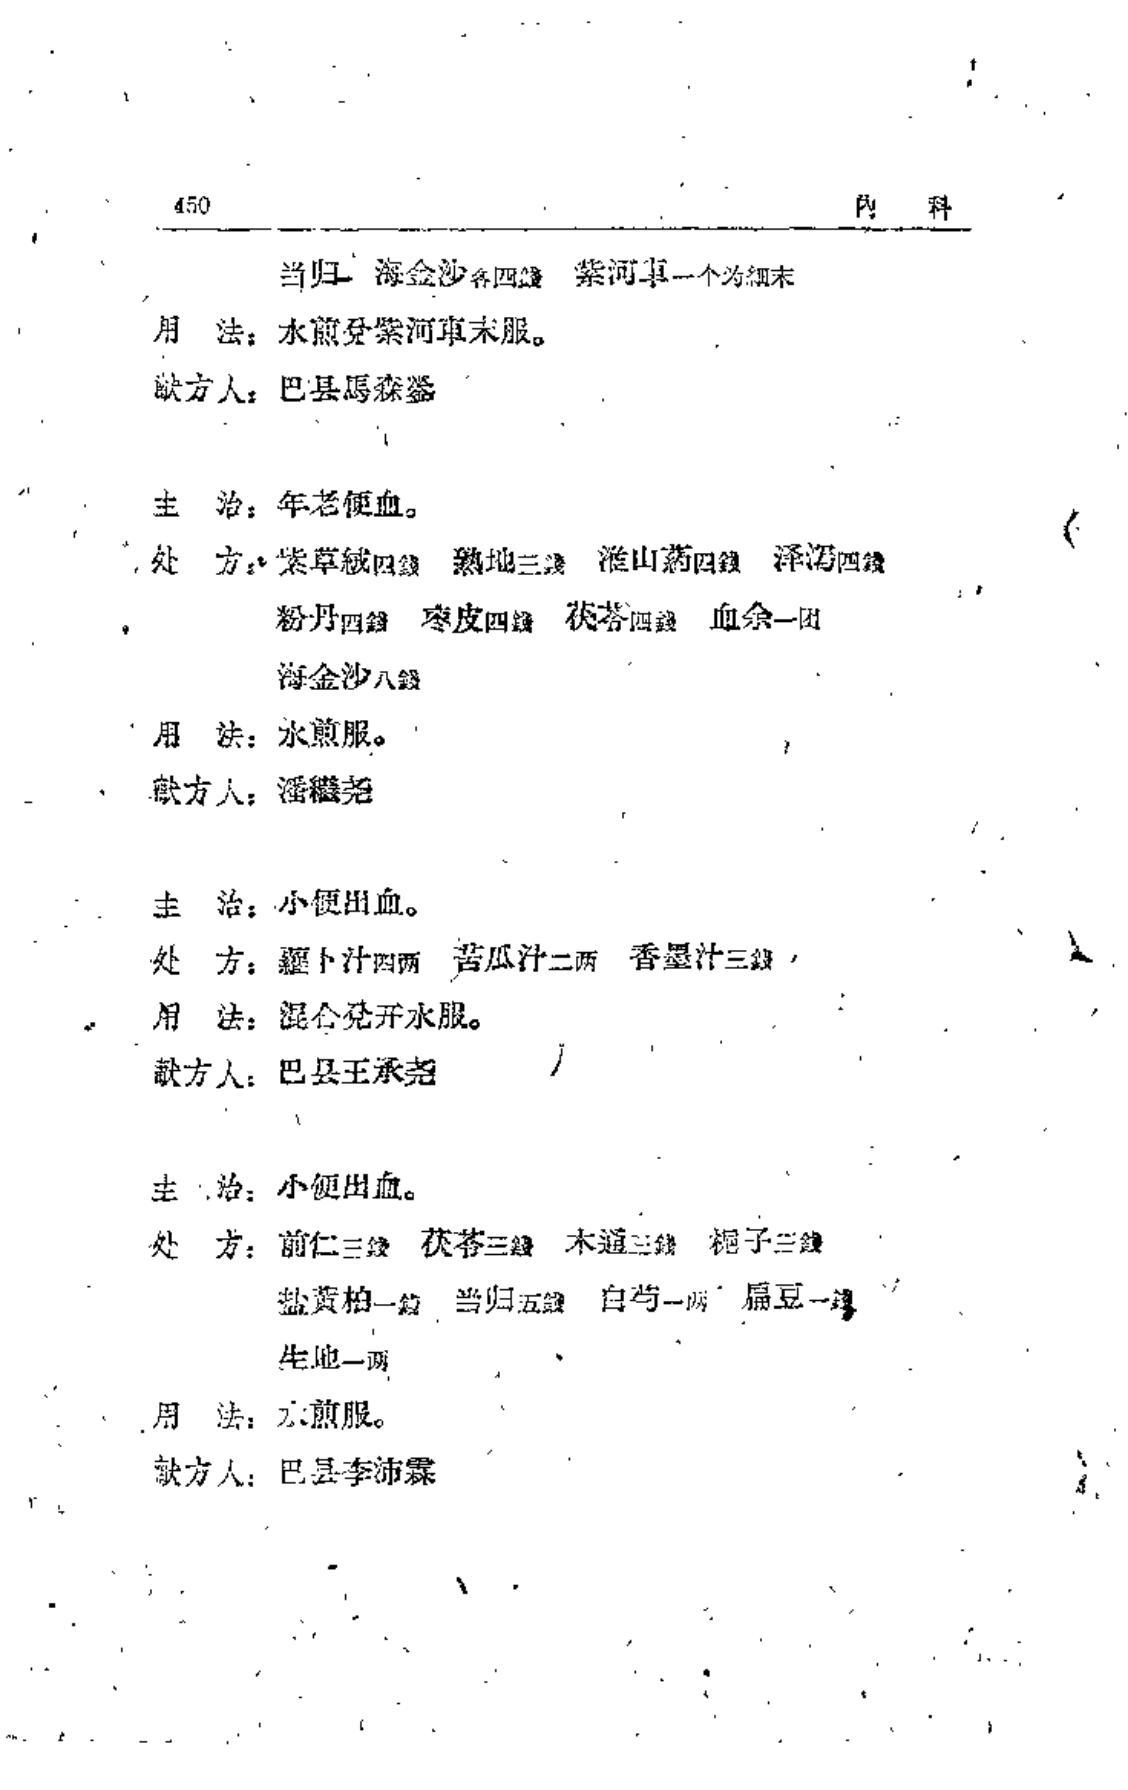 450 內 科
当归 海金沙各四錢 紫河車一个为細末
用 法：水煎兌紫河車末服。
献方人：巴县馬森
主 治：年老便血。
处 方：紫草絨四錢 熟地三錢 淮山葯四錢 泽泻四錢
粉丹四錢 枣皮四錢 茯苓四錢 血余一团
海金沙八錢
用 法：水煎服。
献方人：潘繼尧
主 治：小便出血。
处 方：蘿卜汁四两 苦瓜汁二两 香墨汁三錢
用 法：混合兌开水服。
献方人：巴县王承尧
主 治：小便出血。
处 方：前仁三錢 茯苓三錢 木通三錢 梔子三錢
盐黃柏一錢 当归五錢 白芍一两 扁豆一錢
生地一两
用 法：水煎服。
献方人：巴县李沛霖